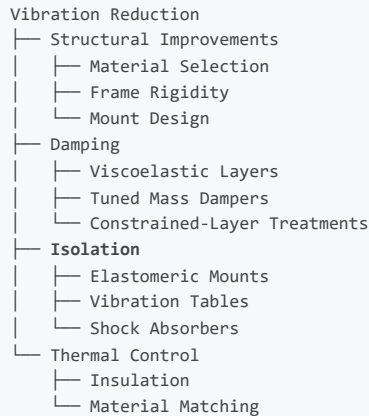 Vibration Reduction
├── Structural Improvements
│   ├── Material Selection
│   ├── Frame Rigidity
│   └── Mount Design
├── Damping
│   ├── Viscoelastic Layers
│   ├── Tuned Mass Dampers
│   └── Constrained-Layer Treatments
├── Isolation
│   ├── Elastomeric Mounts
│   ├── Vibration Tables
│   └── Shock Absorbers
└── Thermal Control
    ├── Insulation
    └── Material Matching